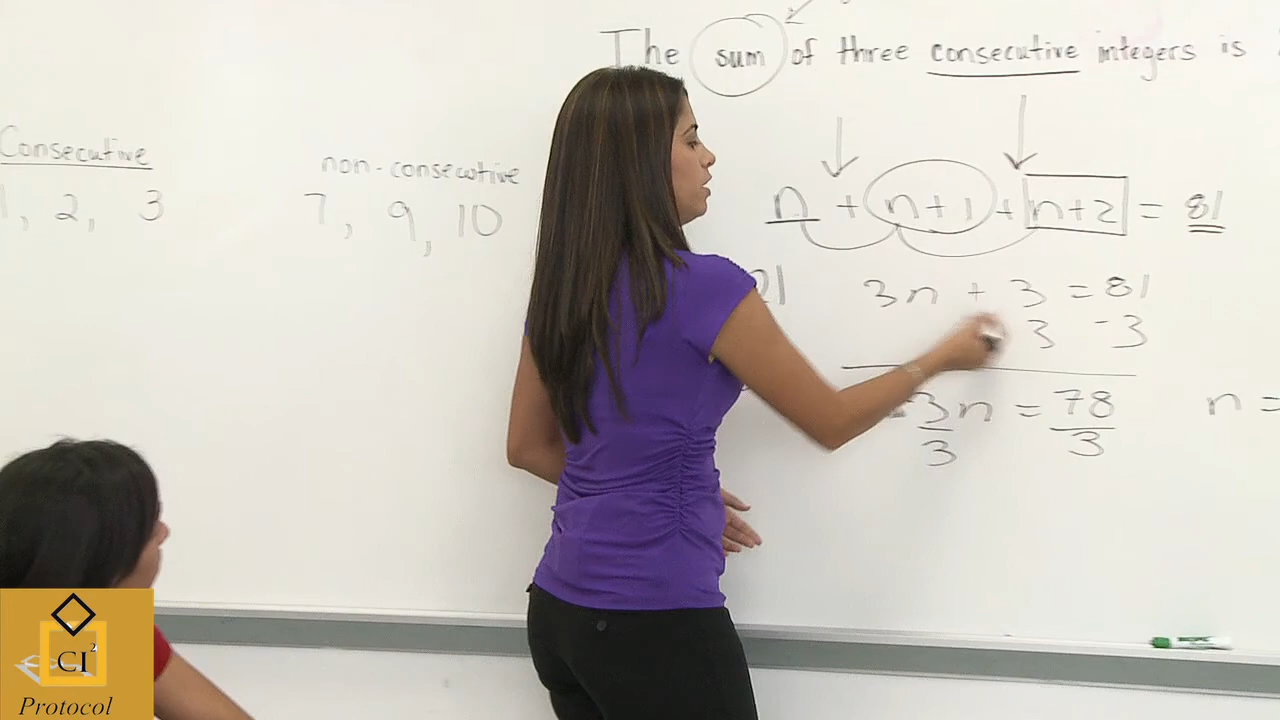 The sum of three consecutive integers is
Consecutive
1, 2, 3
non-consecutive
7, 9, 10
n + n+1 + n+2 = 81
3n + 3 = 81
3 -3
3n = 78
3 3
n =
CI²
Protocol